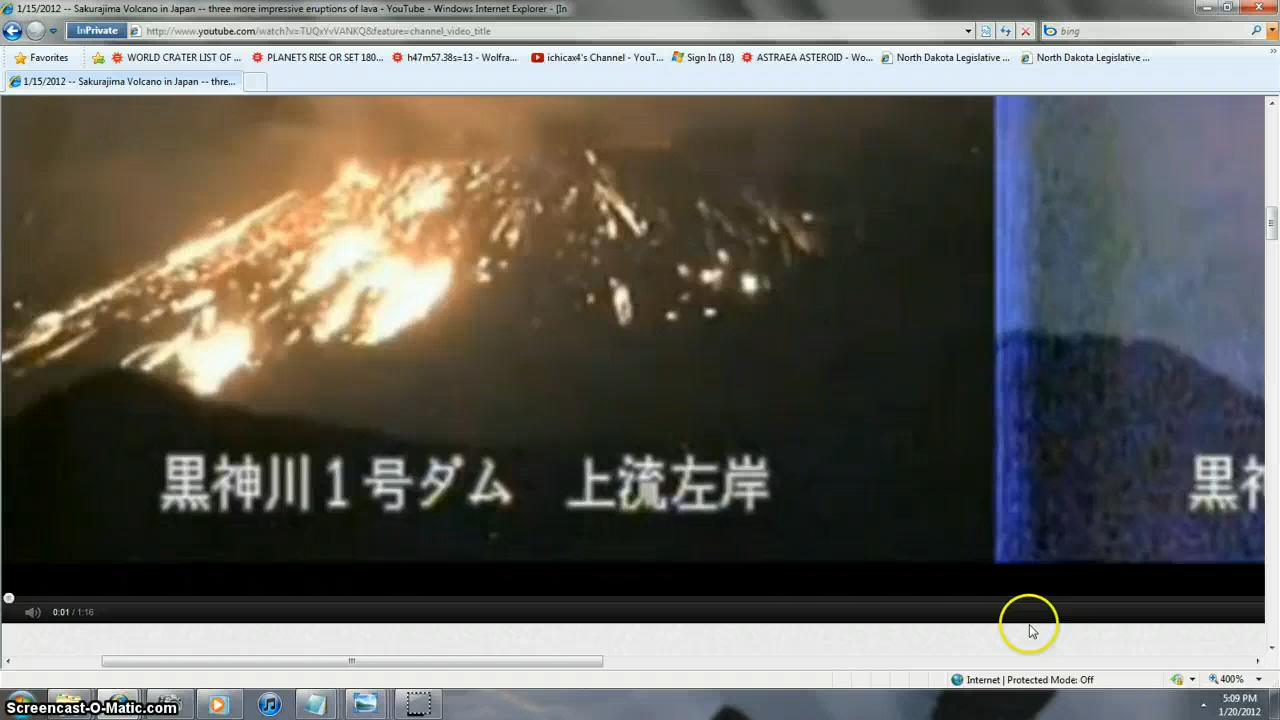 1/15/2012 -- Sakurajima Volcano in Japan -- three more impressive eruptions of lava - YouTube - Windows Internet Explorer - [In
InPrivate
http://www.youtube.com/watch?v=TUQxYvVANKQ&feature=channel_video_title
bing
Favorites
WORLD CRATER LIST OF ...
PLANETS RISE OR SET 180...
h47m57.38s=13 - Wolfra...
ichicax4's Channel - YouT...
Sign In (18)
ASTRAEA ASTEROID - Wo...
North Dakota Legislative ...
North Dakota Legislative ...
1/15/2012 -- Sakurajima Volcano in Japan -- thre...
黒神川1号ダム 上流左岸
黒
0:01 / 1:16
Internet | Protected Mode: Off
400%
Screencast-O-Matic.com
5:09 PM
1/20/2012